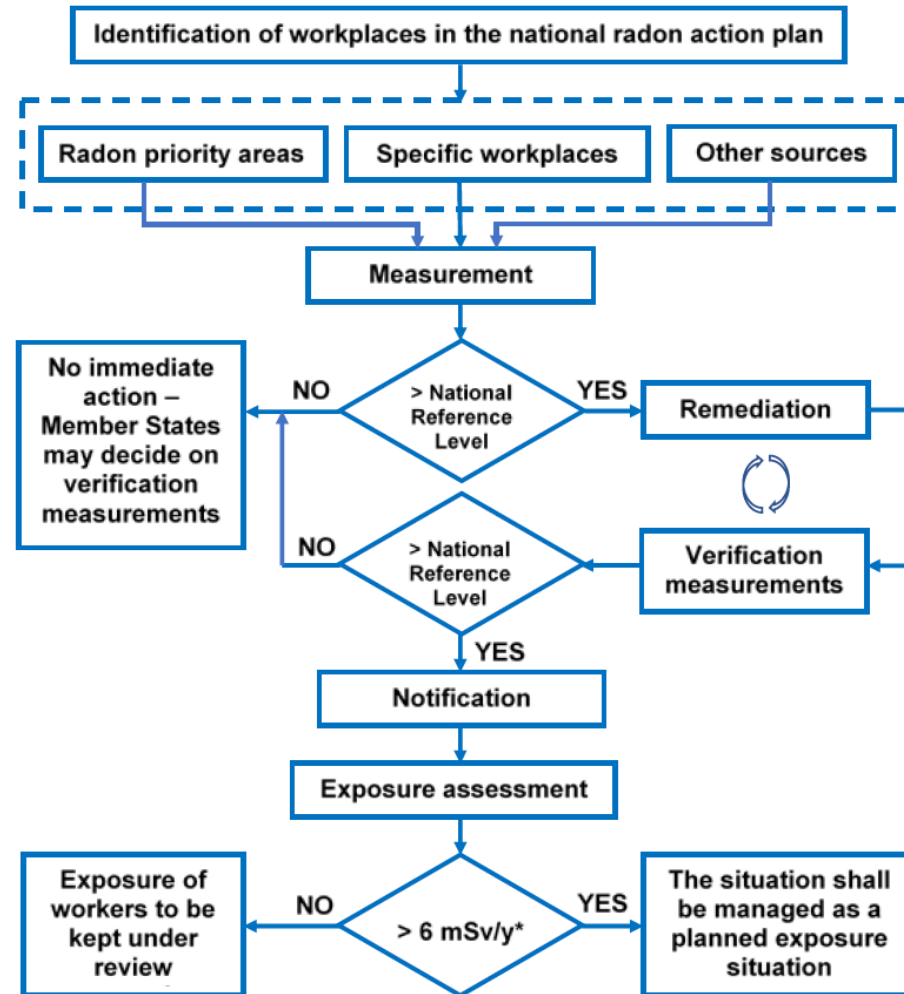 Identification of workplaces in the national radon action plan
Radon priority areas
Specific workplaces
Other sources
Measurement
No immediate
action –
Member States
may decide on
verification
measurements
NO
> National
Reference
Level
YES
Remediation
NO
> National
Reference
Level
Verification
measurements
YES
Notification
Exposure assessment
Exposure of
workers to be
kept under
review
NO
> 6 mSv/y*
YES
The situation shall
be managed as a
planned exposure
situation